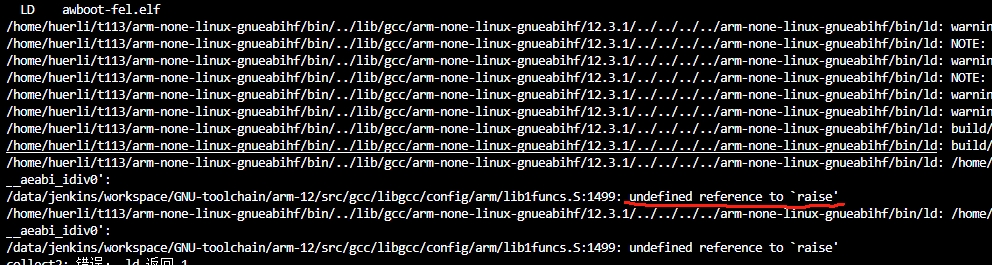 LD awboot-fel.elf
/home/huerli/t113/arm-none-linux-gnueabihf/bin/../lib/gcc/arm-none-linux-gnueabihf/12.3.1/../../../../arm-none-linux-gnueabihf/bin/ld: warnin
/home/huerli/t113/arm-none-linux-gnueabihf/bin/../lib/gcc/arm-none-linux-gnueabihf/12.3.1/../../../../arm-none-linux-gnueabihf/bin/ld: NOTE:
/home/huerli/t113/arm-none-linux-gnueabihf/bin/../lib/gcc/arm-none-linux-gnueabihf/12.3.1/../../../../arm-none-linux-gnueabihf/bin/ld: warnin
/home/huerli/t113/arm-none-linux-gnueabihf/bin/../lib/gcc/arm-none-linux-gnueabihf/12.3.1/../../../../arm-none-linux-gnueabihf/bin/ld: NOTE:
/home/huerli/t113/arm-none-linux-gnueabihf/bin/../lib/gcc/arm-none-linux-gnueabihf/12.3.1/../../../../arm-none-linux-gnueabihf/bin/ld: warnin
/home/huerli/t113/arm-none-linux-gnueabihf/bin/../lib/gcc/arm-none-linux-gnueabihf/12.3.1/../../../../arm-none-linux-gnueabihf/bin/ld: warnin
/home/huerli/t113/arm-none-linux-gnueabihf/bin/../lib/gcc/arm-none-linux-gnueabihf/12.3.1/../../../../arm-none-linux-gnueabihf/bin/ld: build/
/home/huerli/t113/arm-none-linux-gnueabihf/bin/../lib/gcc/arm-none-linux-gnueabihf/12.3.1/../../../../arm-none-linux-gnueabihf/bin/ld: build/
/home/huerli/t113/arm-none-linux-gnueabihf/bin/../lib/gcc/arm-none-linux-gnueabihf/12.3.1/../../../../arm-none-linux-gnueabihf/bin/ld: /home/
__aeabi_idiv0':
/data/jenkins/workspace/GNU-toolchain/arm-12/src/gcc/libgcc/config/arm/lib1funcs.S:1499: undefined reference to `raise'
/home/huerli/t113/arm-none-linux-gnueabihf/bin/../lib/gcc/arm-none-linux-gnueabihf/12.3.1/../../../../arm-none-linux-gnueabihf/bin/ld: /home/
__aeabi_idiv0':
/data/jenkins/workspace/GNU-toolchain/arm-12/src/gcc/libgcc/config/arm/lib1funcs.S:1499: undefined reference to `raise'
collect2: 错误: ld 返回 1